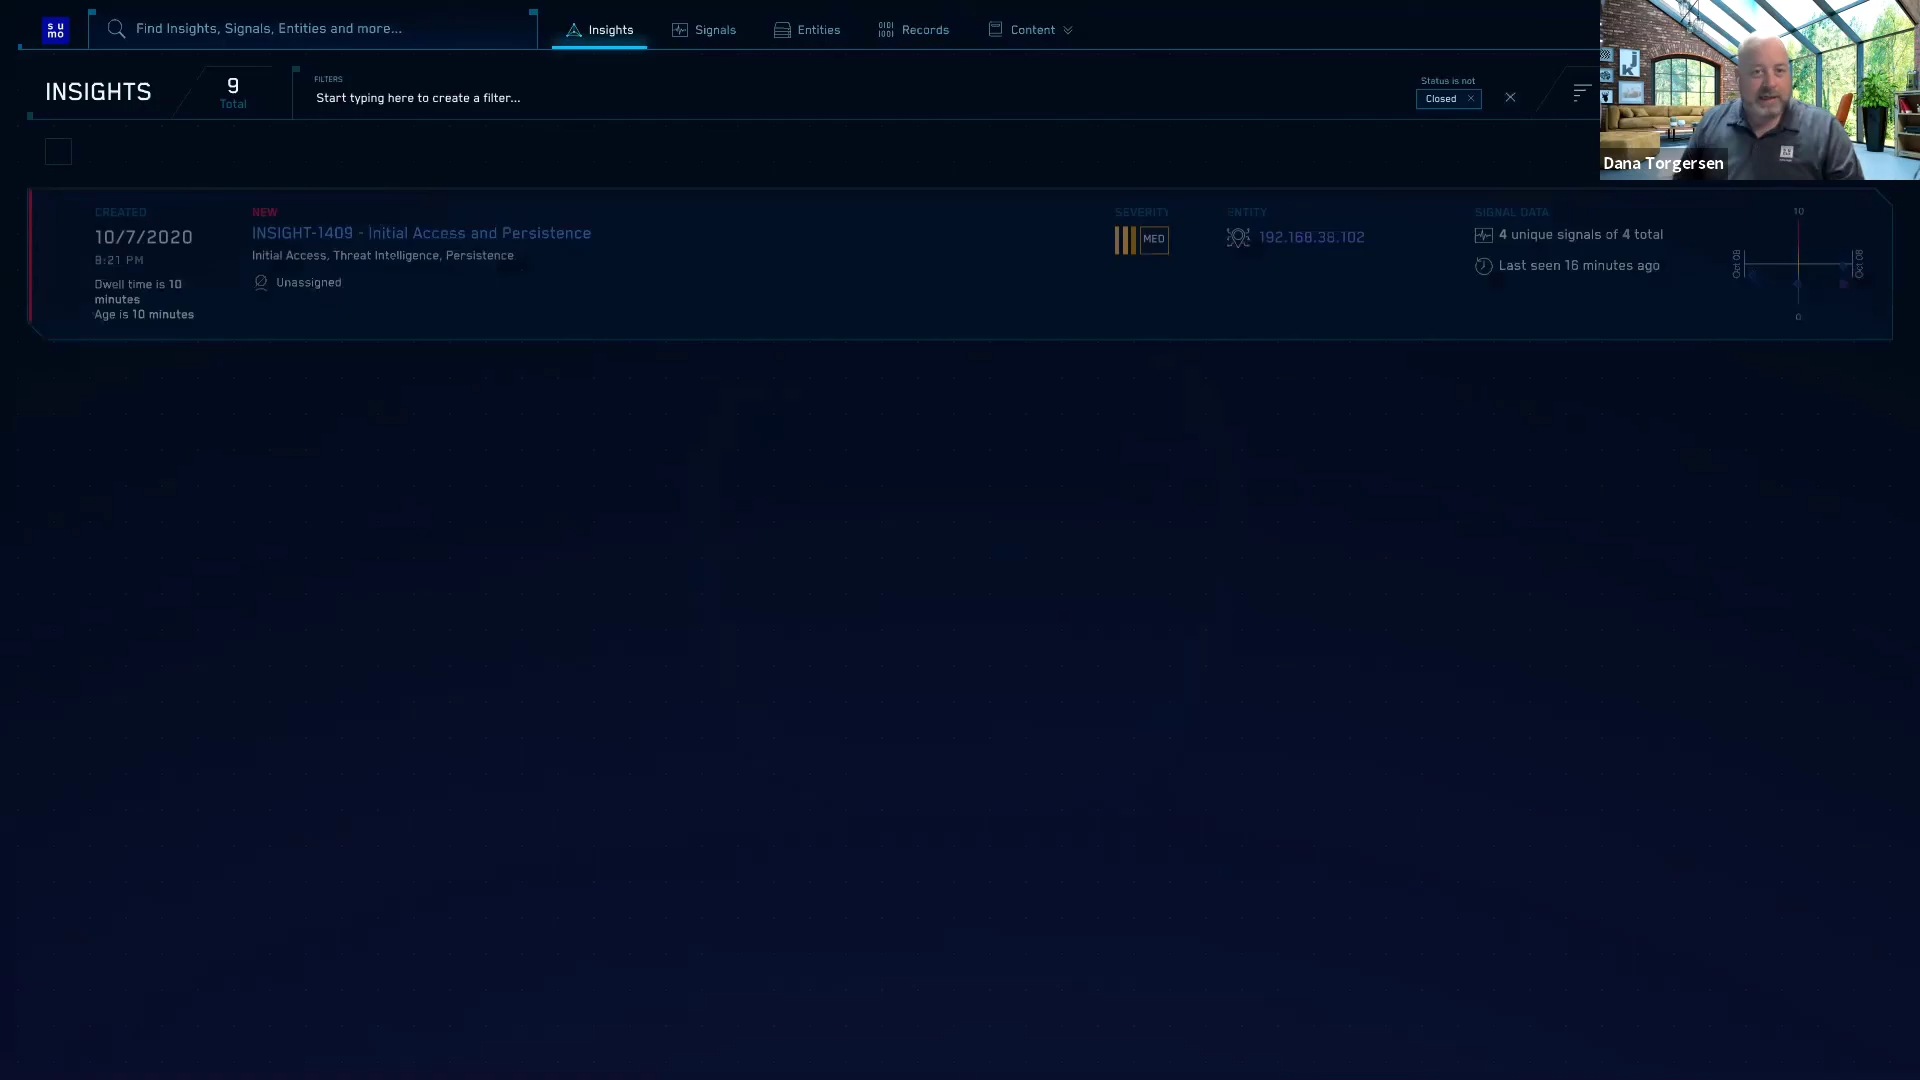 su
mo
Find Insights, Signals, Entities and more...
Insights
Signals
Entities
Records
Content
INSIGHTS
9
Total
FILTERS
Start typing here to create a filter...
Status is not
Closed
Dana Torgersen
CREATED
10/7/2020
8:21 PM
Dwell time is 10
minutes
Age is 10 minutes
NEW
INSIGHT-1409 - Initial Access and Persistence
Initial Access, Threat Intelligence, Persistence
Unassigned
SEVERITY
MED
ENTITY
192.168.38.102
SIGNAL DATA
4 unique signals of 4 total
Last seen 16 minutes ago
10
Oct 08
Oct 08
0